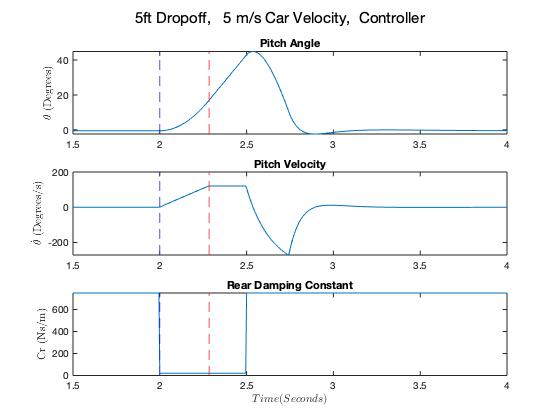 5ft Dropoff,   5 m/s Car Velocity,  Controller
Pitch Angle
θ (Degrees)
40
20
0
1.5 2 2.5 3 3.5 4
Pitch Velocity
θ̇ (Degrees/s)
200
0
-200
1.5 2 2.5 3 3.5 4
Rear Damping Constant
Cr (Ns/m)
600
400
200
0
1.5 2 2.5 3 3.5 4
Time(Seconds)